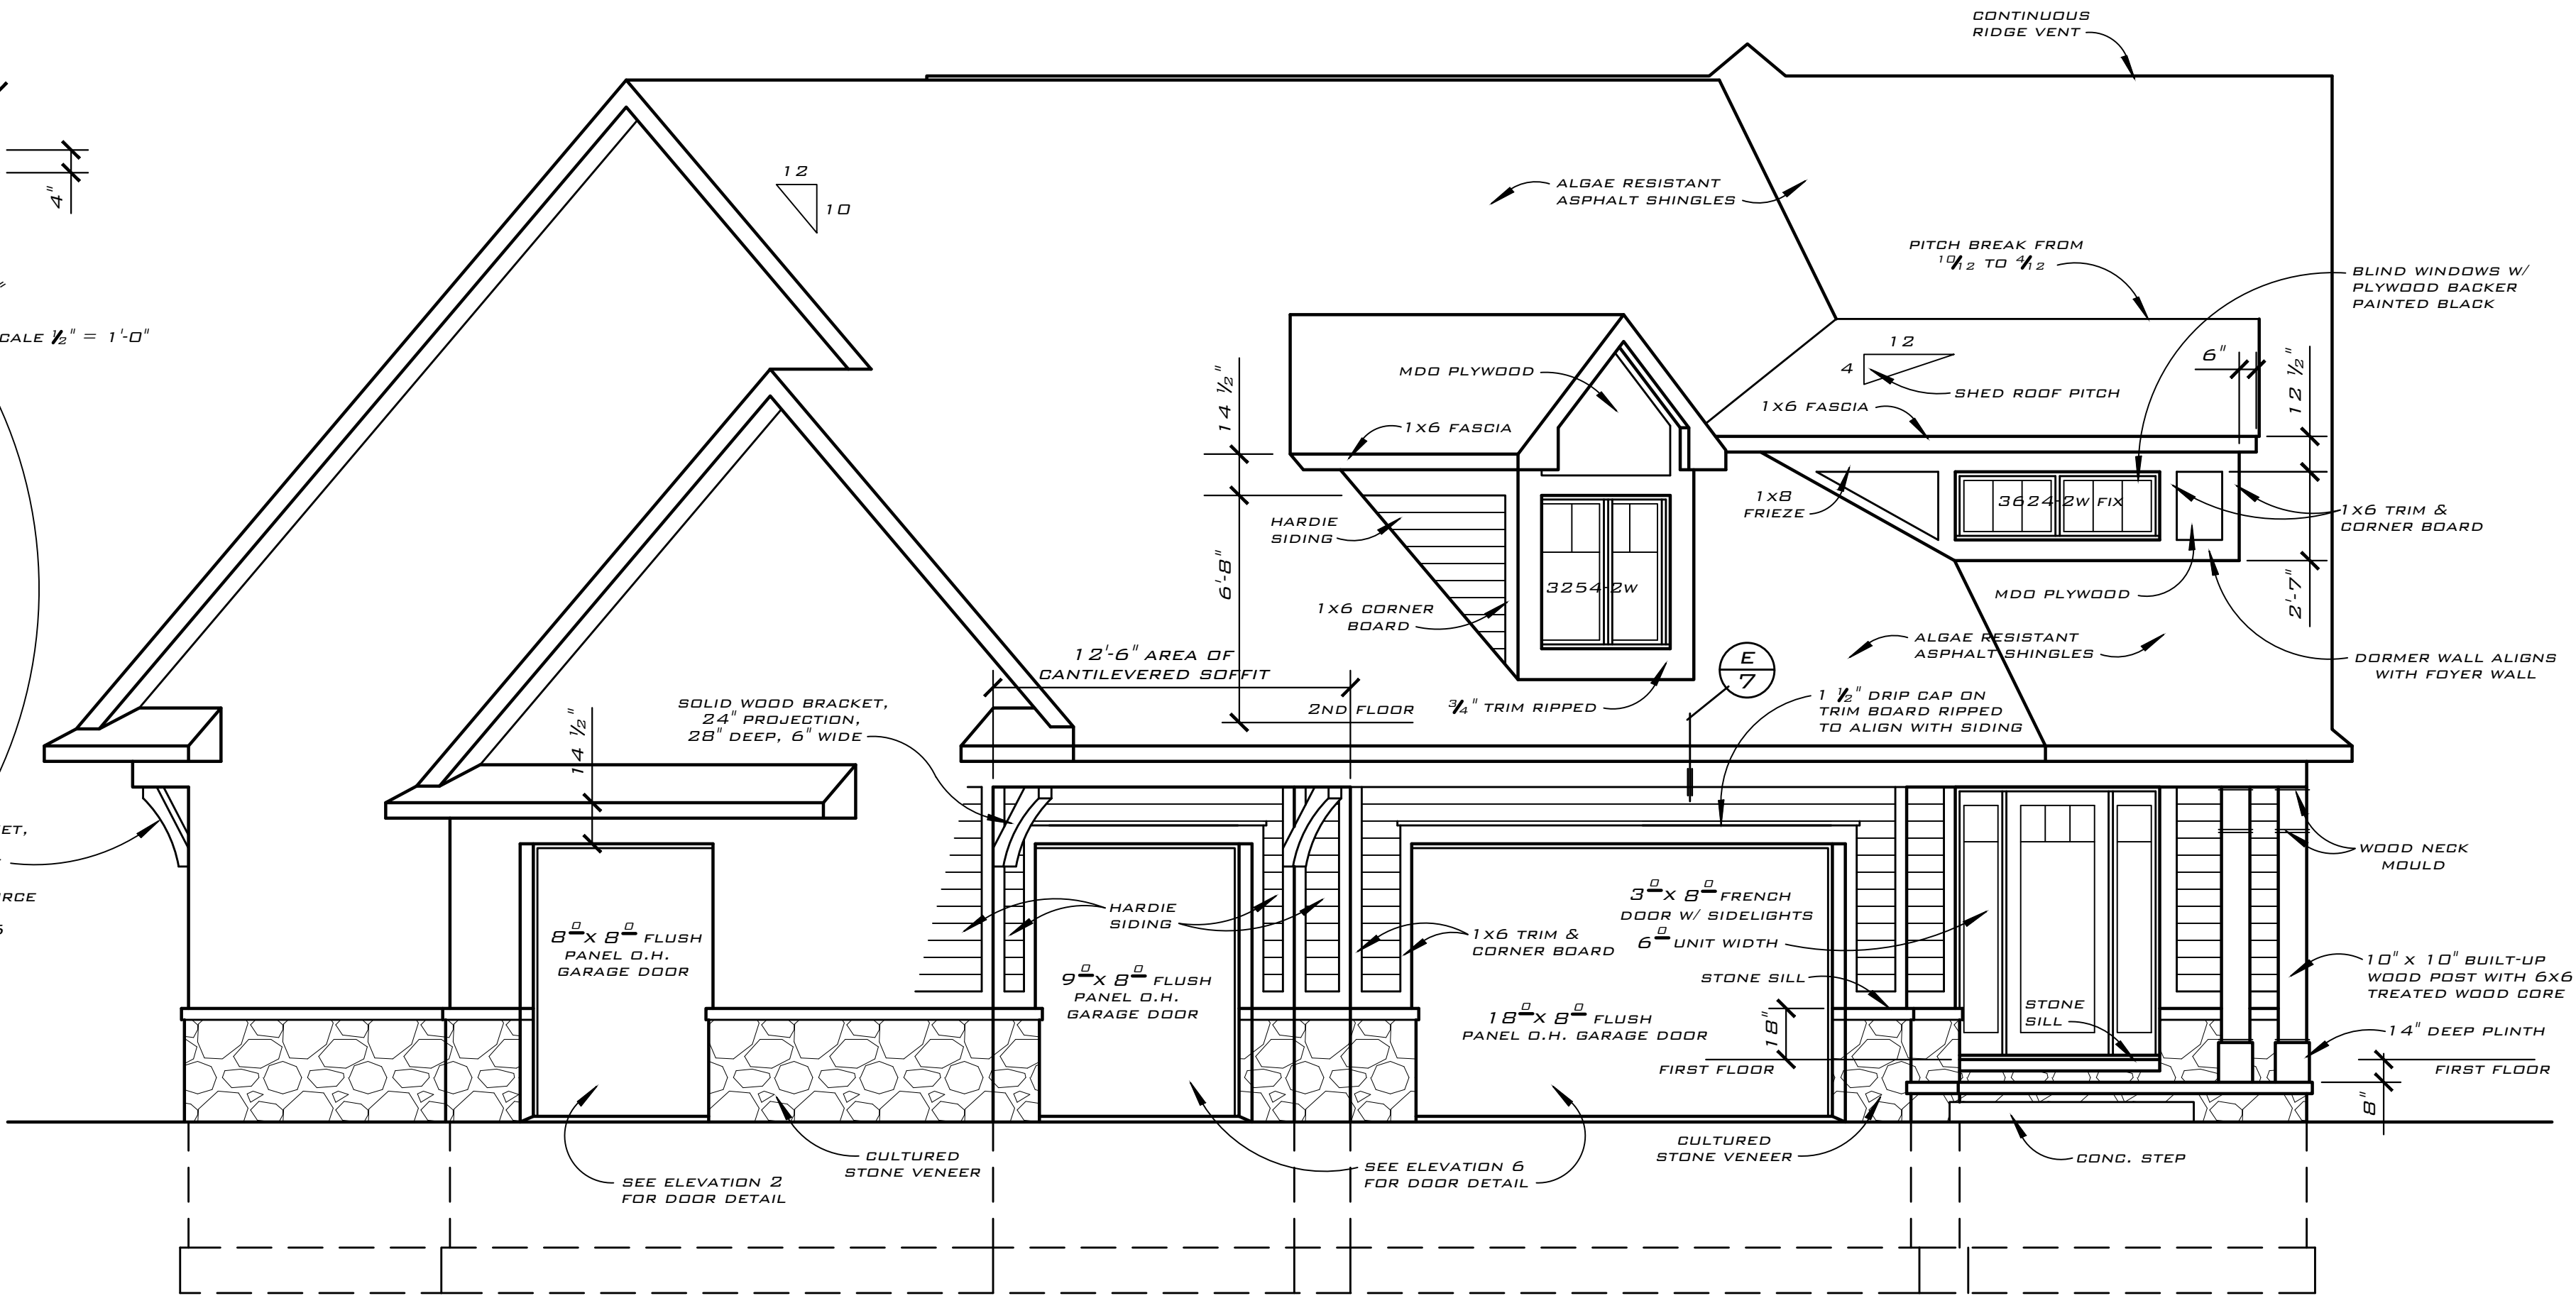 CONTINUOUS
RIDGE VENT
4"
12
10
ALGAE RESISTANT
ASPHALT SHINGLES
PITCH BREAK FROM
10/12 TO 4/12
BLIND WINDOWS W/
PLYWOOD BACKER
PAINTED BLACK
CALE 1/2" = 1'-0"
12
4
SHED ROOF PITCH
6"
12 1/2"
14 1/2"
MDO PLYWOOD
1x6 FASCIA
1x6 FASCIA
1x8
FRIEZE
3624-2W FIX
1x6 TRIM &
CORNER BOARD
HARDIE
SIDING
6'-8"
3254-2W
1x6 CORNER
BOARD
MDO PLYWOOD
2'-7"
ALGAE RESISTANT
ASPHALT SHINGLES
DORMER WALL ALIGNS
WITH FOYER WALL
12'-6" AREA OF
CANTILEVERED SOFFIT
E
7
SOLID WOOD BRACKET,
24" PROJECTION,
28" DEEP, 6" WIDE
14 1/2"
2ND FLOOR
3/4" TRIM RIPPED
1 1/2" DRIP CAP ON
TRIM BOARD RIPPED
TO ALIGN WITH SIDING
ET,
RCE
WOOD NECK
MOULD
8⁰ x 8⁰ FLUSH
PANEL O.H.
GARAGE DOOR
HARDIE
SIDING
9⁰ x 8⁰ FLUSH
PANEL O.H.
GARAGE DOOR
1x6 TRIM &
CORNER BOARD
3⁰ x 8⁰ FRENCH
DOOR W/ SIDELIGHTS
6⁰ UNIT WIDTH
STONE SILL
18⁰ x 8⁰ FLUSH
PANEL O.H. GARAGE DOOR
18"
FIRST FLOOR
STONE
SILL
10" x 10" BUILT-UP
WOOD POST WITH 6x6
TREATED WOOD CORE
14" DEEP PLINTH
FIRST FLOOR
8"
CULTURED
STONE VENEER
SEE ELEVATION 2
FOR DOOR DETAIL
SEE ELEVATION 6
FOR DOOR DETAIL
CULTURED
STONE VENEER
CONC. STEP